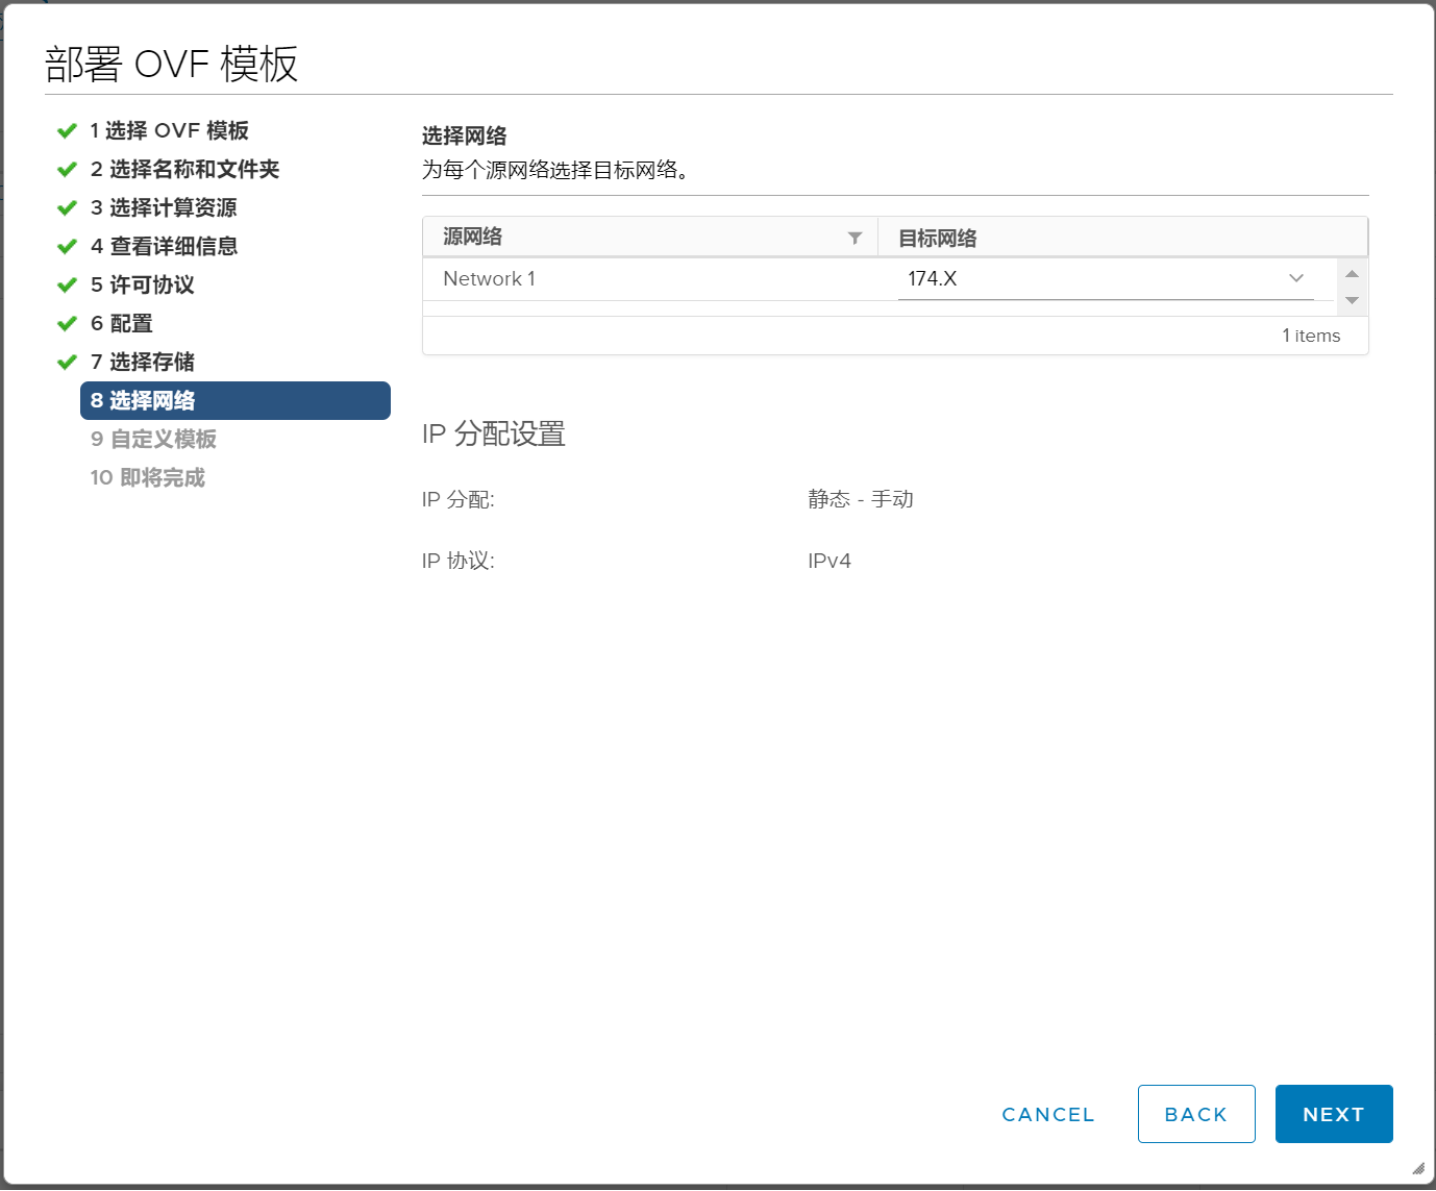 部署 OVF 模板
1 选择 OVF 模板
2 选择名称和文件夹
3 选择计算资源
4 查看详细信息
5 许可协议
6 配置
7 选择存储
8 选择网络
9 自定义模板
10 即将完成
选择网络
为每个源网络选择目标网络。
源网络 目标网络
Network 1 174.X
1 items
IP 分配设置
IP 分配: 静态 - 手动
IP 协议: IPv4
CANCEL BACK NEXT